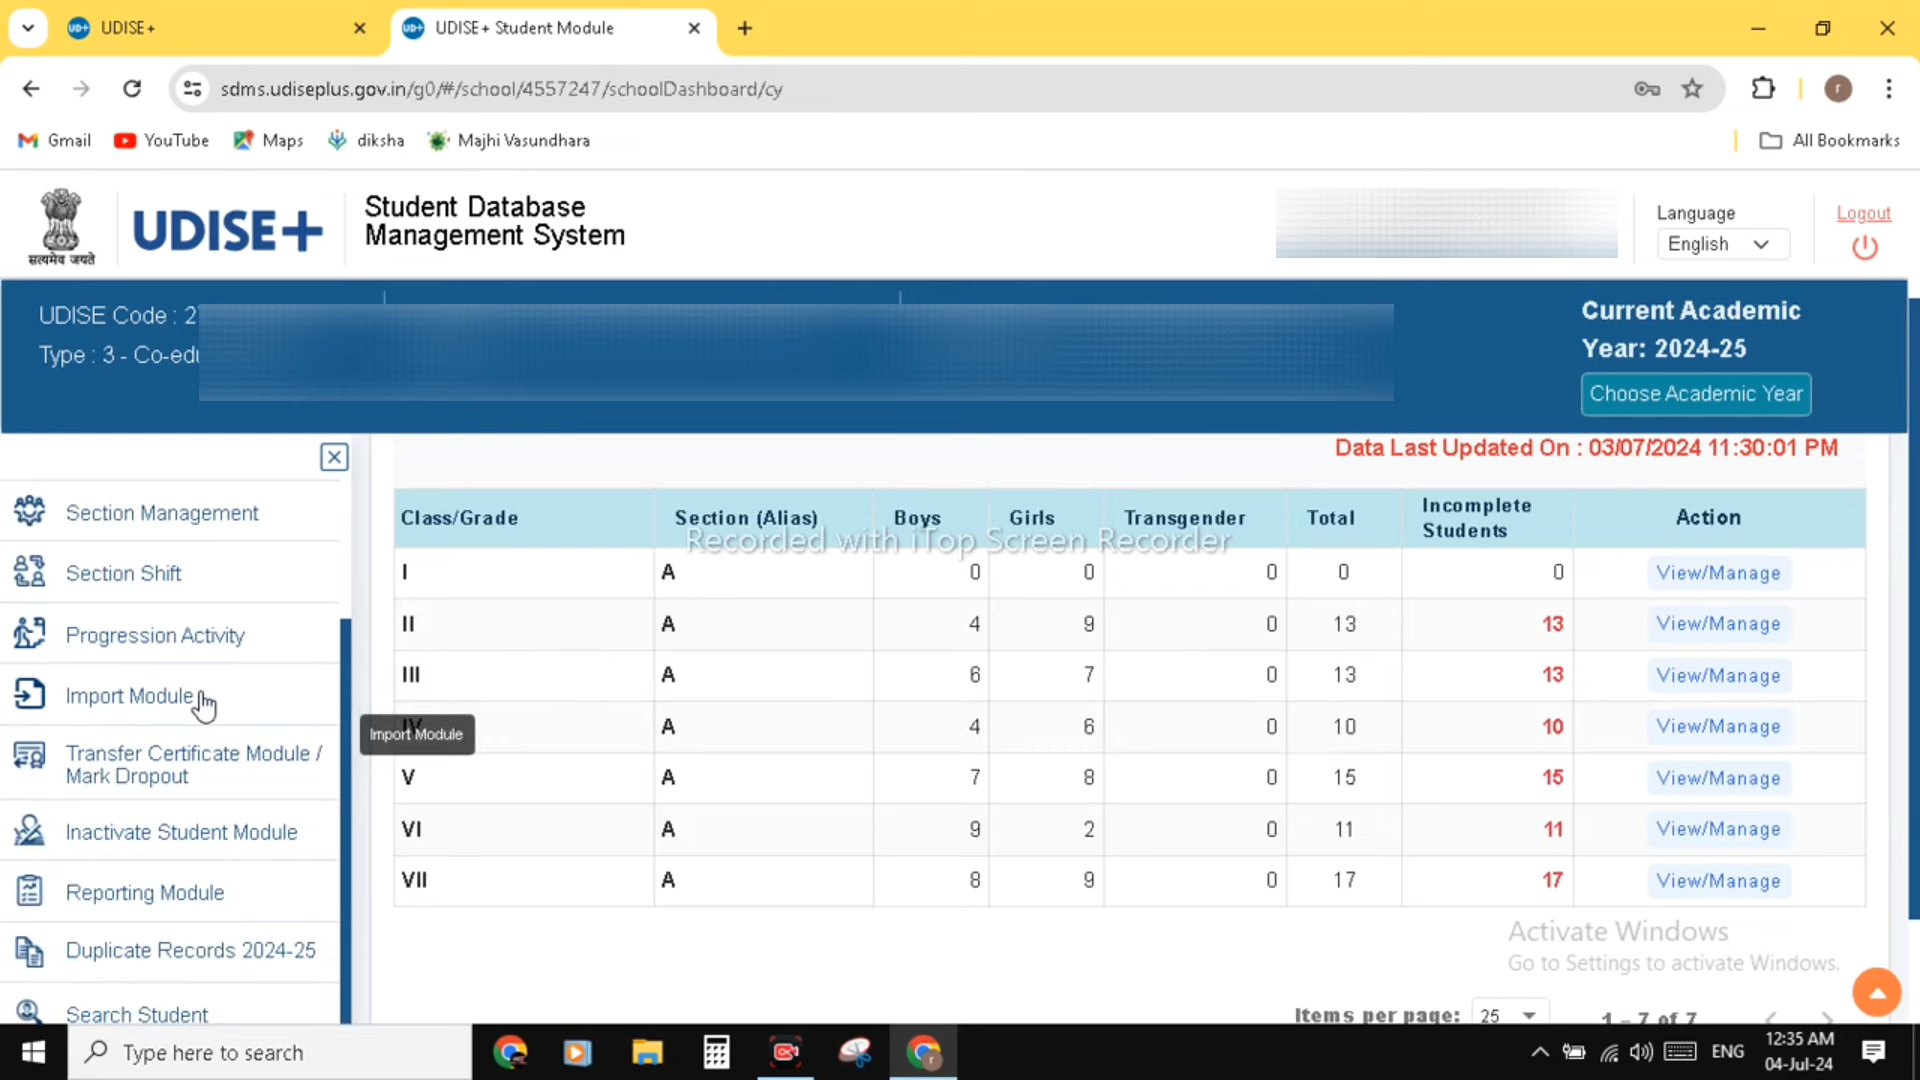 UDISE+
UDISE+ Student Module
sdms.udiseplus.gov.in/g0/#/school/4557247/schoolDashboard/cy
r
Gmail
YouTube
Maps
diksha
Majhi Vasundhara
All Bookmarks
सत्यमेव जयते
UDISE+
Student Database
Management System
Language
English
Logout
UDISE Code : 2
Type : 3 - Co-edu
Current Academic
Year: 2024-25
Choose Academic Year
Data Last Updated On : 03/07/2024 11:30:01 PM
Section Management
Section Shift
Progression Activity
Import Module
Transfer Certificate Module /
Mark Dropout
Inactivate Student Module
Reporting Module
Duplicate Records 2024-25
Search Student
Import Module
Class/Grade Section (Alias) Boys Girls Transgender Total Incomplete Students Action
Recorded with iTop Screen Recorder
I A 0 0 0 0 0 View/Manage
II A 4 9 0 13 13 View/Manage
III A 6 7 0 13 13 View/Manage
IV A 4 6 0 10 10 View/Manage
V A 7 8 0 15 15 View/Manage
VI A 9 2 0 11 11 View/Manage
VII A 8 9 0 17 17 View/Manage
Activate Windows
Go to Settings to activate Windows.
Items per page: 25 1 – 7 of 7
Type here to search
ENG
12:35 AM
04-Jul-24